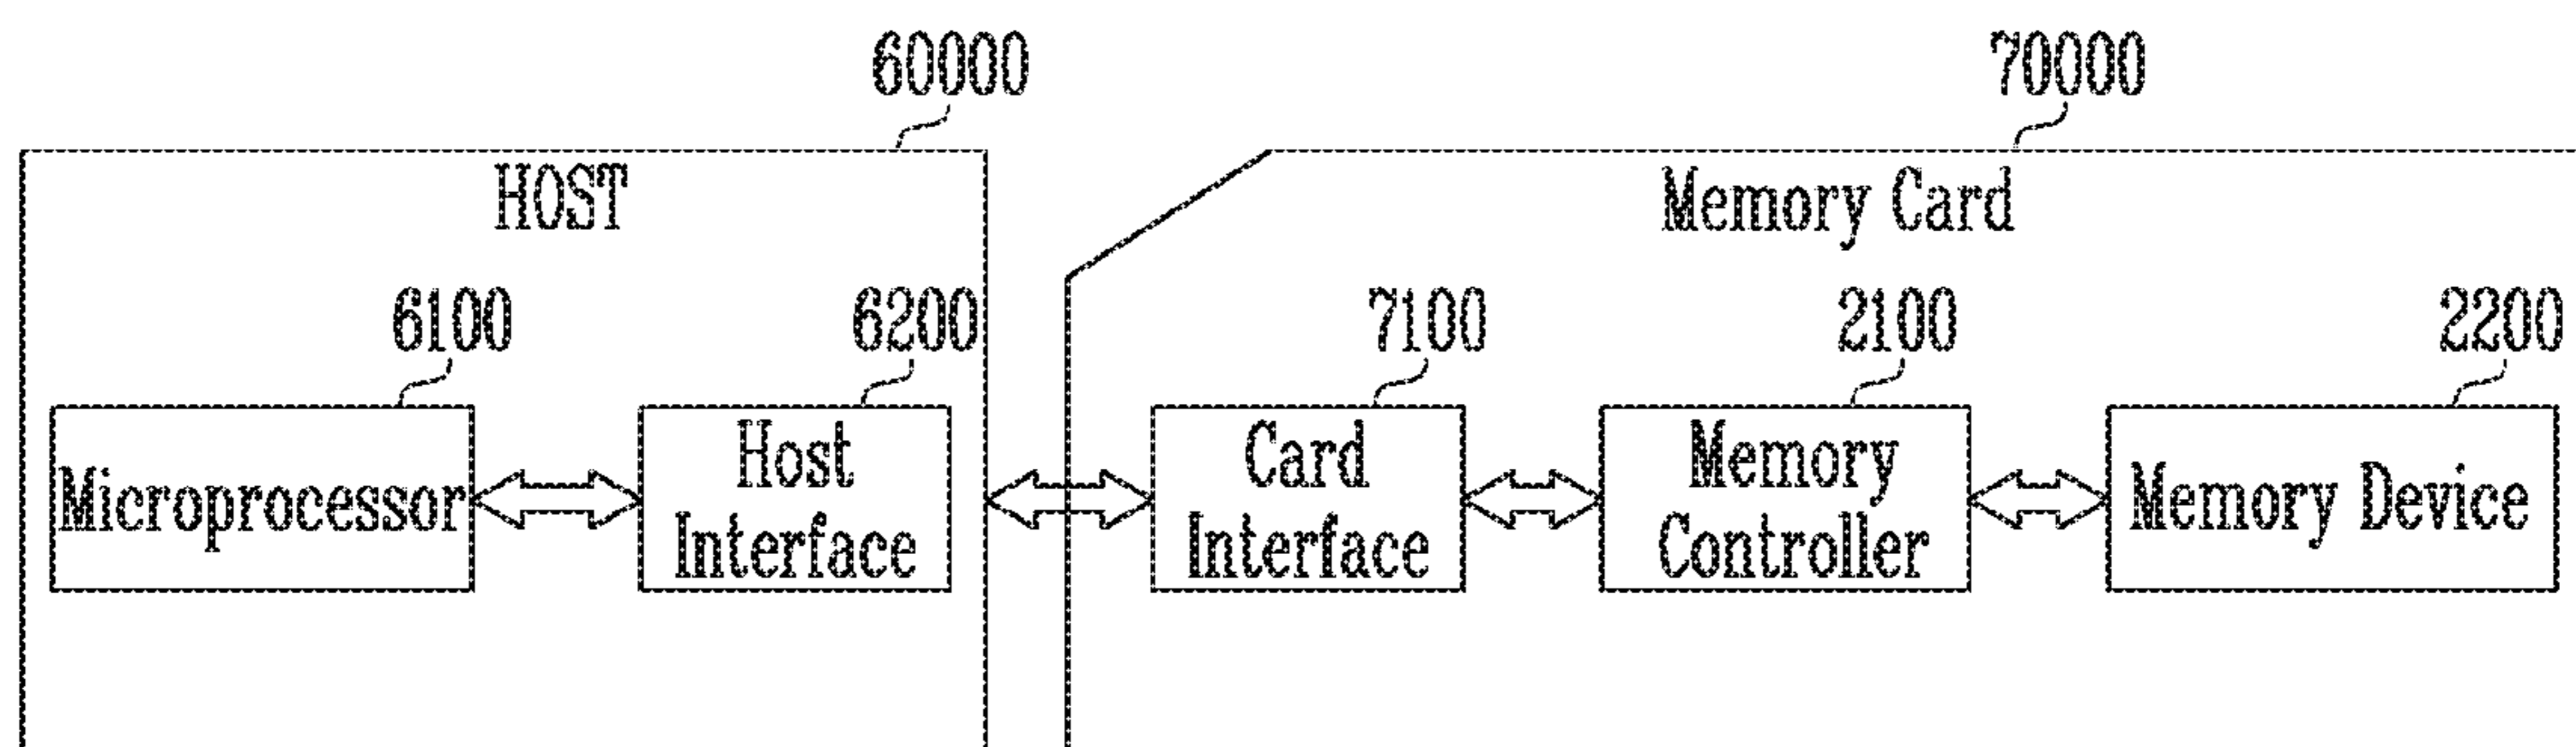 60000
70000
HOST
Memory Card
6100
6200
7100
2100
2200
Microprocessor
Host
Interface
Card
Interface
Memory
Controller
Memory Device